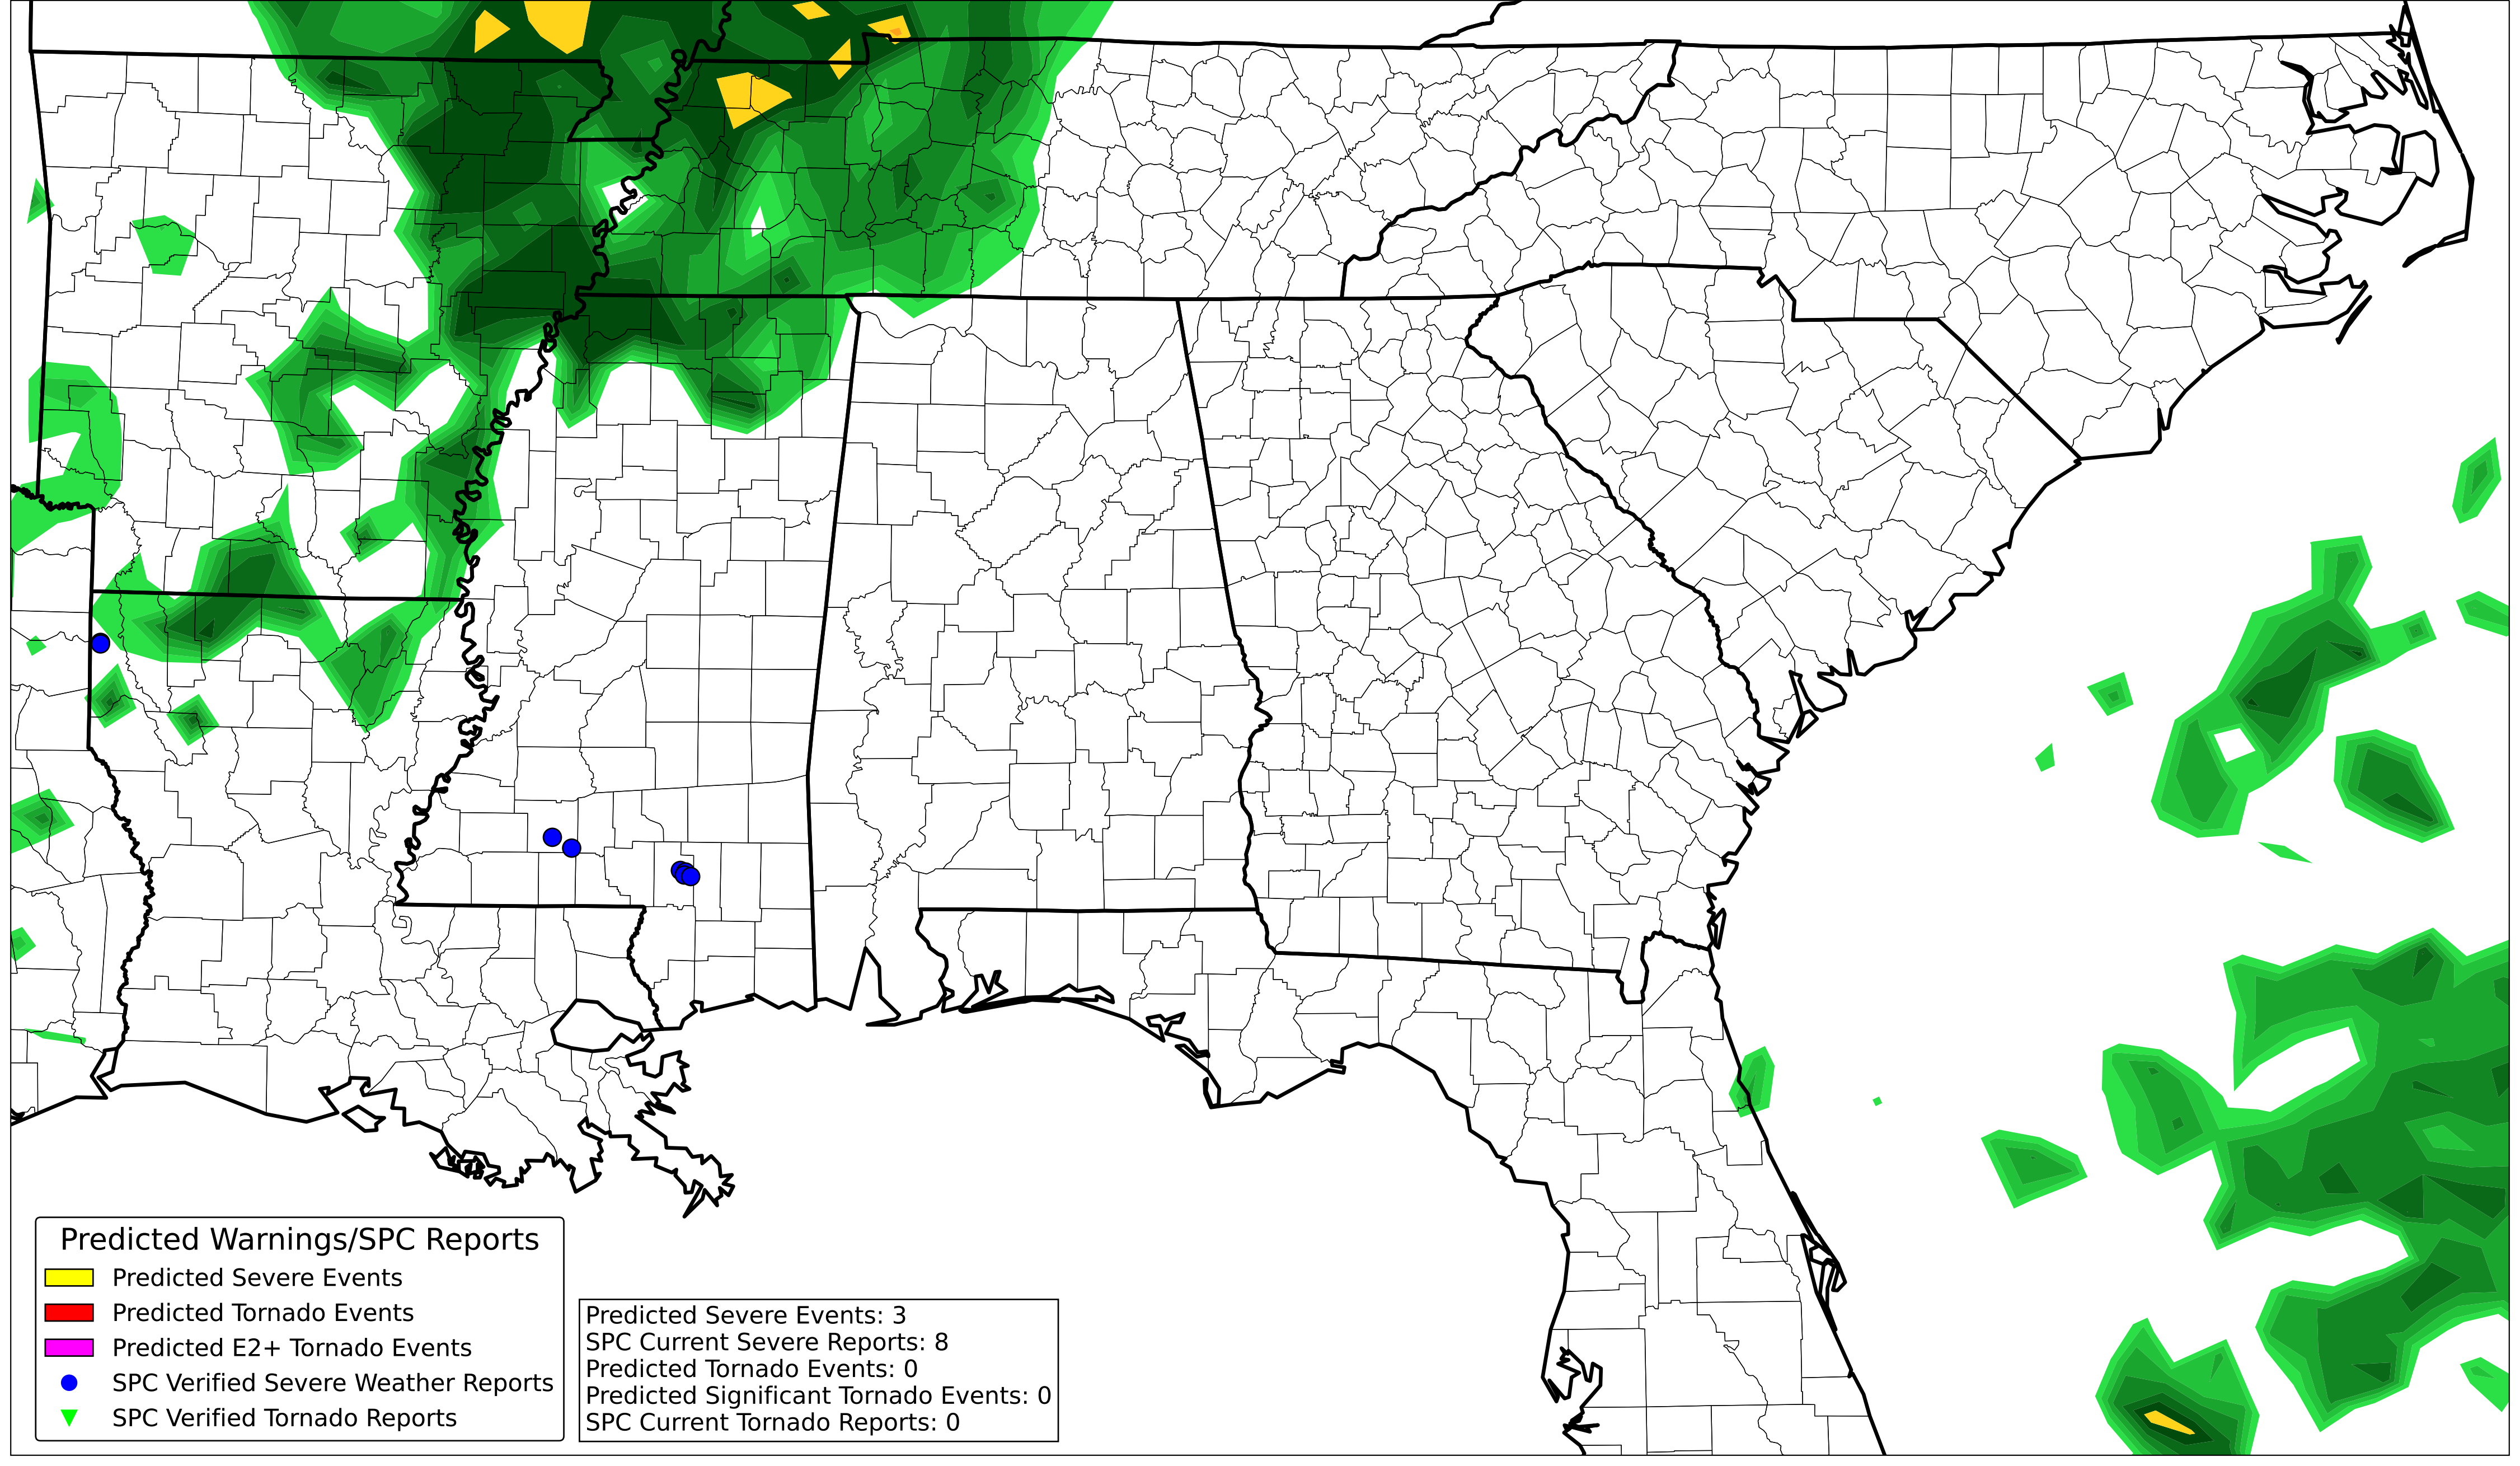 Predicted Warnings/SPC Reports
Predicted Severe Events
Predicted Tornado Events
Predicted E2+ Tornado Events
SPC Verified Severe Weather Reports
SPC Verified Tornado Reports
Predicted Severe Events: 3
SPC Current Severe Reports: 8
Predicted Tornado Events: 0
Predicted Significant Tornado Events: 0
SPC Current Tornado Reports: 0